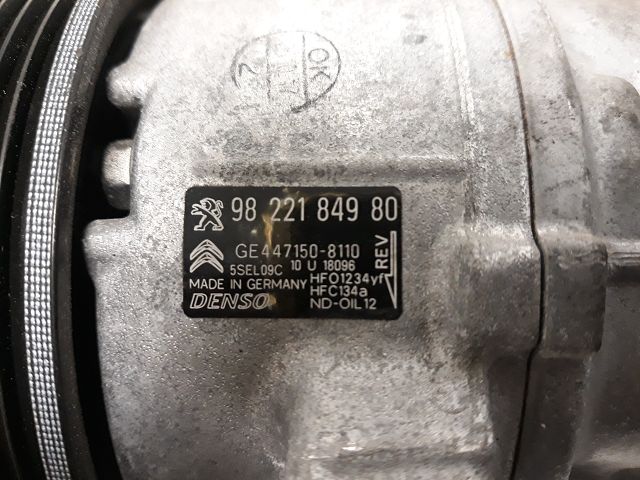 OK
98 221 849 80
GE447150-8110
5SEL09C 10 U 18096
MADE IN GERMANY
HFO1234yf
HFC134a
DENSO
ND-OIL12
REV